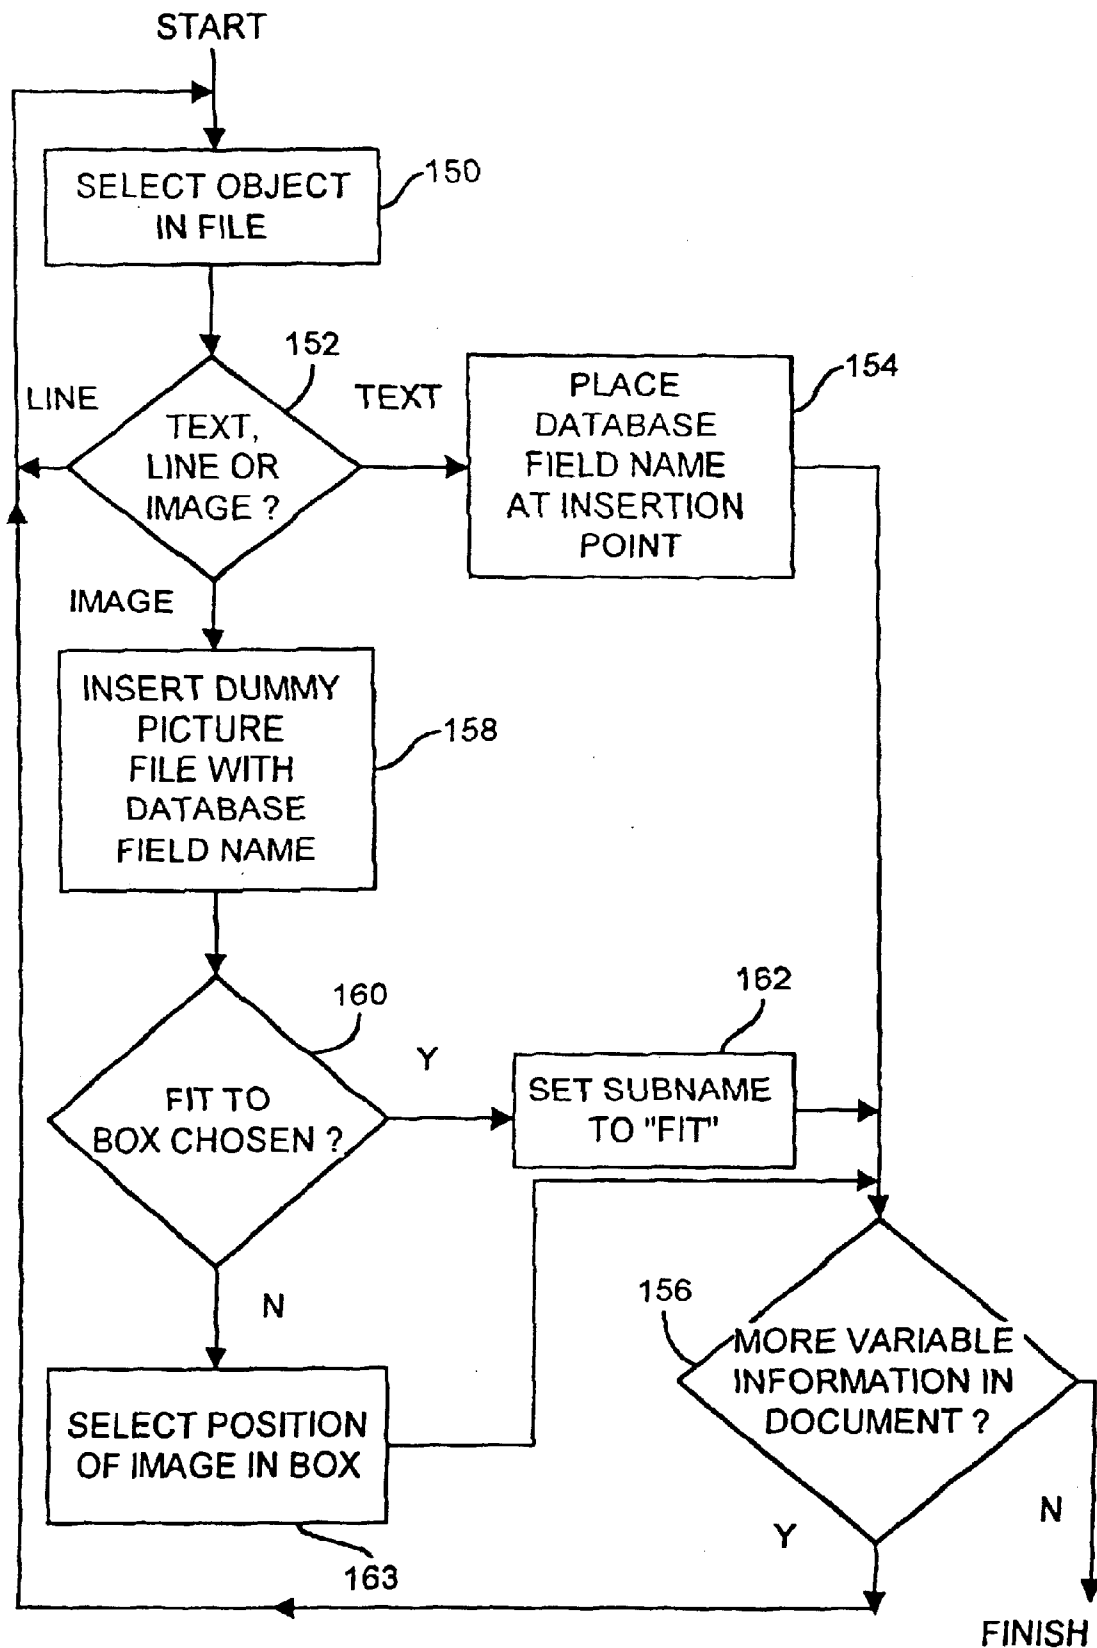 START
SELECT OBJECT
IN FILE
150
152
LINE
TEXT
TEXT,
LINE OR
IMAGE ?
PLACE
DATABASE
FIELD NAME
AT INSERTION
POINT
154
IMAGE
INSERT DUMMY
PICTURE
FILE WITH
DATABASE
FIELD NAME
158
160
FIT TO
BOX CHOSEN ?
Y
162
SET SUBNAME
TO "FIT"
N
SELECT POSITION
OF IMAGE IN BOX
163
156
MORE VARIABLE
INFORMATION IN
DOCUMENT ?
Y
N
FINISH